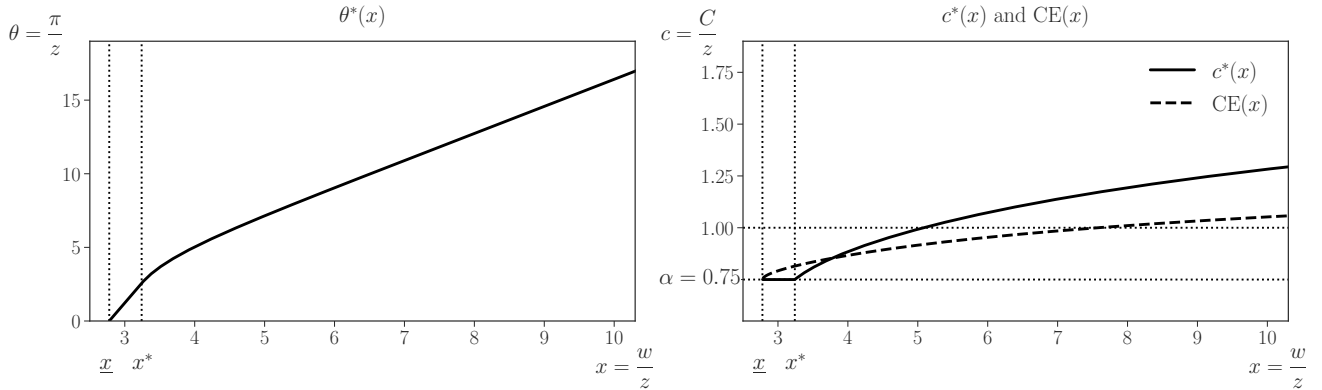 θ*(x)
θ = π/z
15
10
5
0
3 4 5 6 7 8 9 10
x̲ x* x = w/z
c*(x) and CE(x)
c = C/z
1.75
1.50
1.25
1.00
α = 0.75
c*(x)
CE(x)
3 4 5 6 7 8 9 10
x̲ x* x = w/z